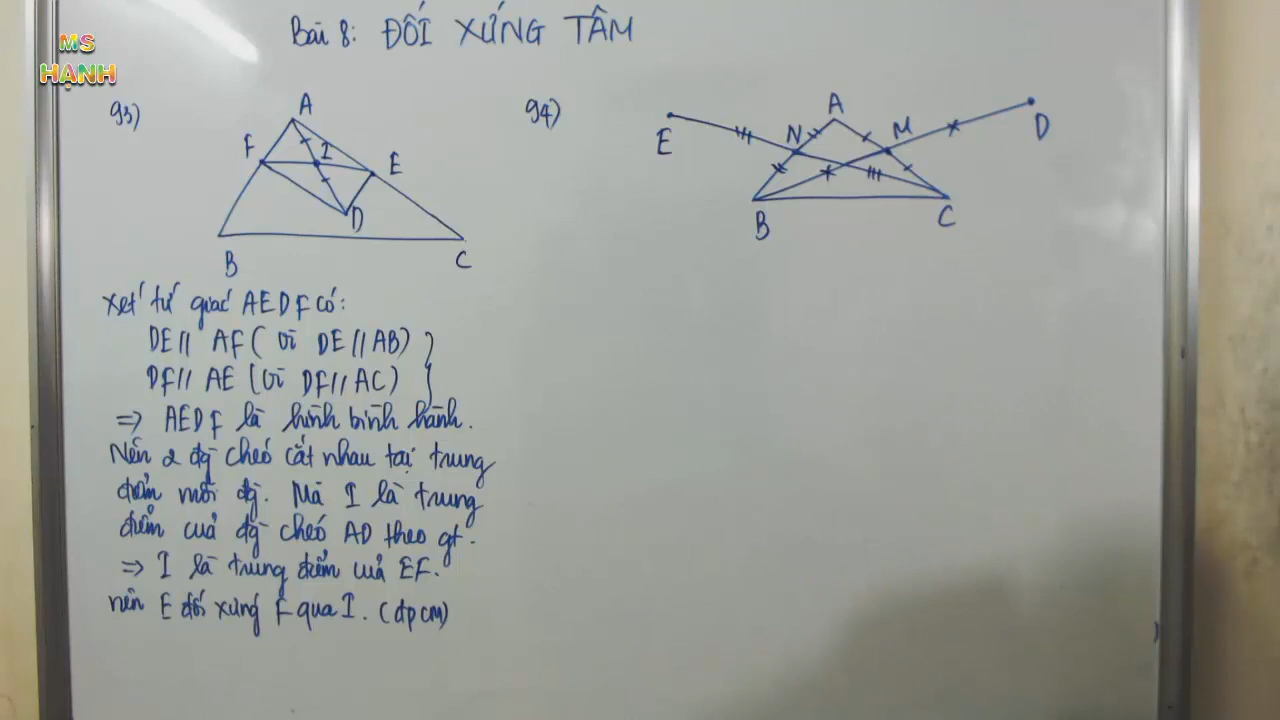 MS
HẠNH
Bài 8: ĐỐI XỨNG TÂM
93)
A
F
I
E
D
B
C
94)
E
N
A
M
D
B
C
Xét tứ giác AEDF có:
DE // AF ( vì DE // AB) }
DF // AE (vì DF // AC)
=> AEDF là hình bình hành.
Nên 2 đg chéo cắt nhau tại trung
điểm mỗi đg. Mà I là trung
điểm của đg chéo AD theo gt.
=> I là trung điểm của EF.
nên E đối xứng F qua I. (đpcm)